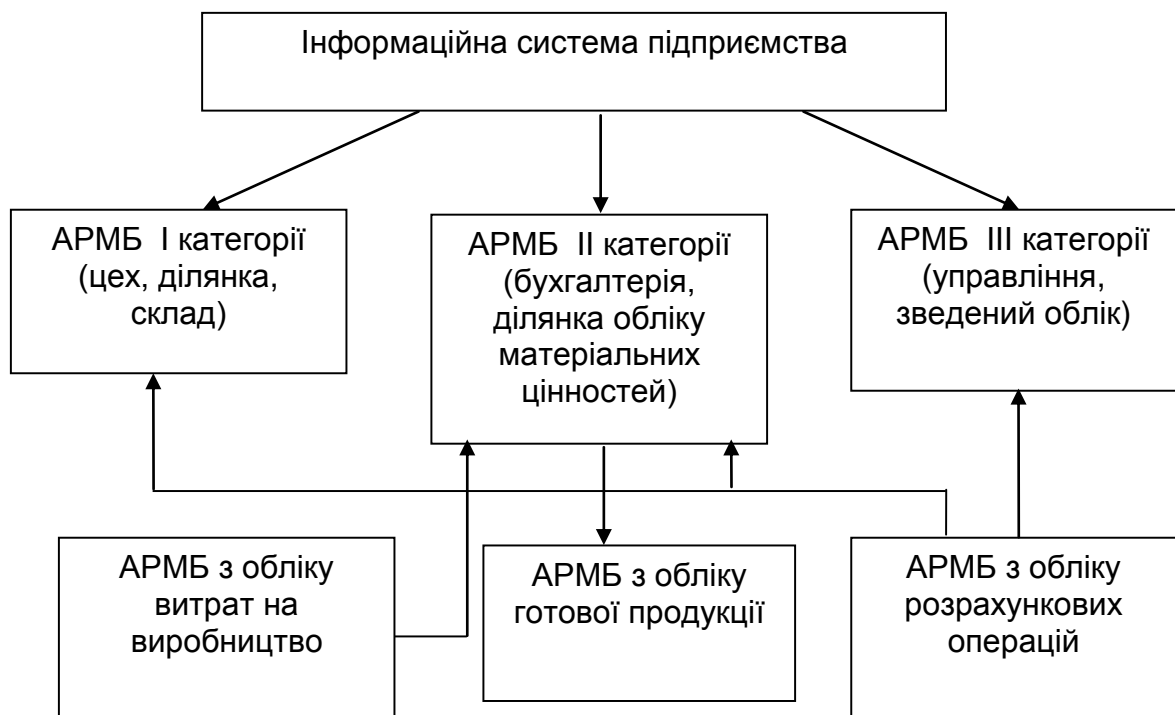 Інформаційна система підприємства
АРМБ І категорії
(цех, ділянка,
склад)
АРМБ ІІ категорії
(бухгалтерія,
ділянка обліку
матеріальних
цінностей)
АРМБ ІІІ категорії
(управління,
зведений облік)
АРМБ з обліку
витрат на
виробництво
АРМБ з обліку
готової продукції
АРМБ з обліку
розрахункових
операцій